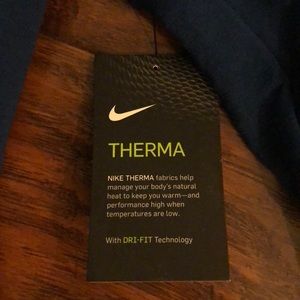 THERMA
NIKE THERMA fabrics help
manage your body's natural
heat to keep you warm—and
performance high when
temperatures are low.
With DRI-FIT Technology